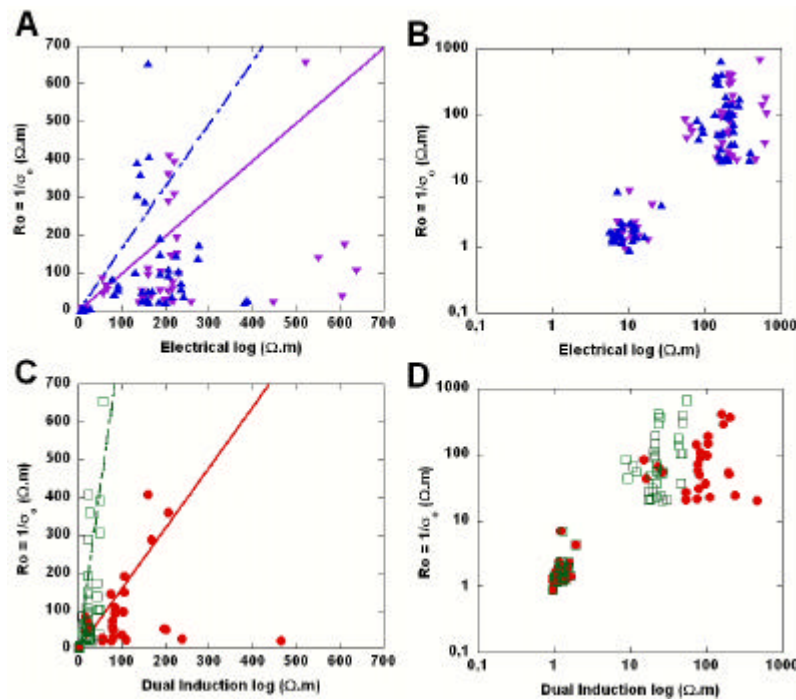 A
700
600
500
400
300
200
100
0
0 100 200 300 400 500 600 700
Ro = 1/σo (Ω.m)
Electrical log (Ω.m)
B
1000
100
10
1
0,1
0,1 1 10 100 1000
Ro = 1/σo (Ω.m)
Electrical log (Ω.m)
C
700
600
500
400
300
200
100
0
0 100 200 300 400 500 600 700
Ro = 1/σo (Ω.m)
Dual Induction log (Ω.m)
D
1000
100
10
1
0,1
0,1 1 10 100 1000
Ro = 1/σo (Ω.m)
Dual Induction log (Ω.m)